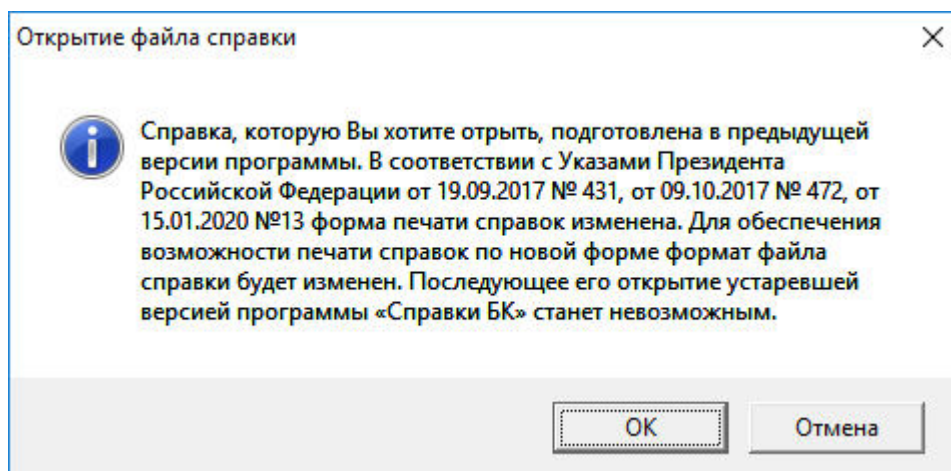 Открытие файла справки
Справка, которую Вы хотите отрыть, подготовлена в предыдущей
версии программы. В соответствии с Указами Президента
Российской Федерации от 19.09.2017 № 431, от 09.10.2017 № 472, от
15.01.2020 №13 форма печати справок изменена. Для обеспечения
возможности печати справок по новой форме формат файла
справки будет изменен. Последующее его открытие устаревшей
версией программы «Справки БК» станет невозможным.
ОК
Отмена